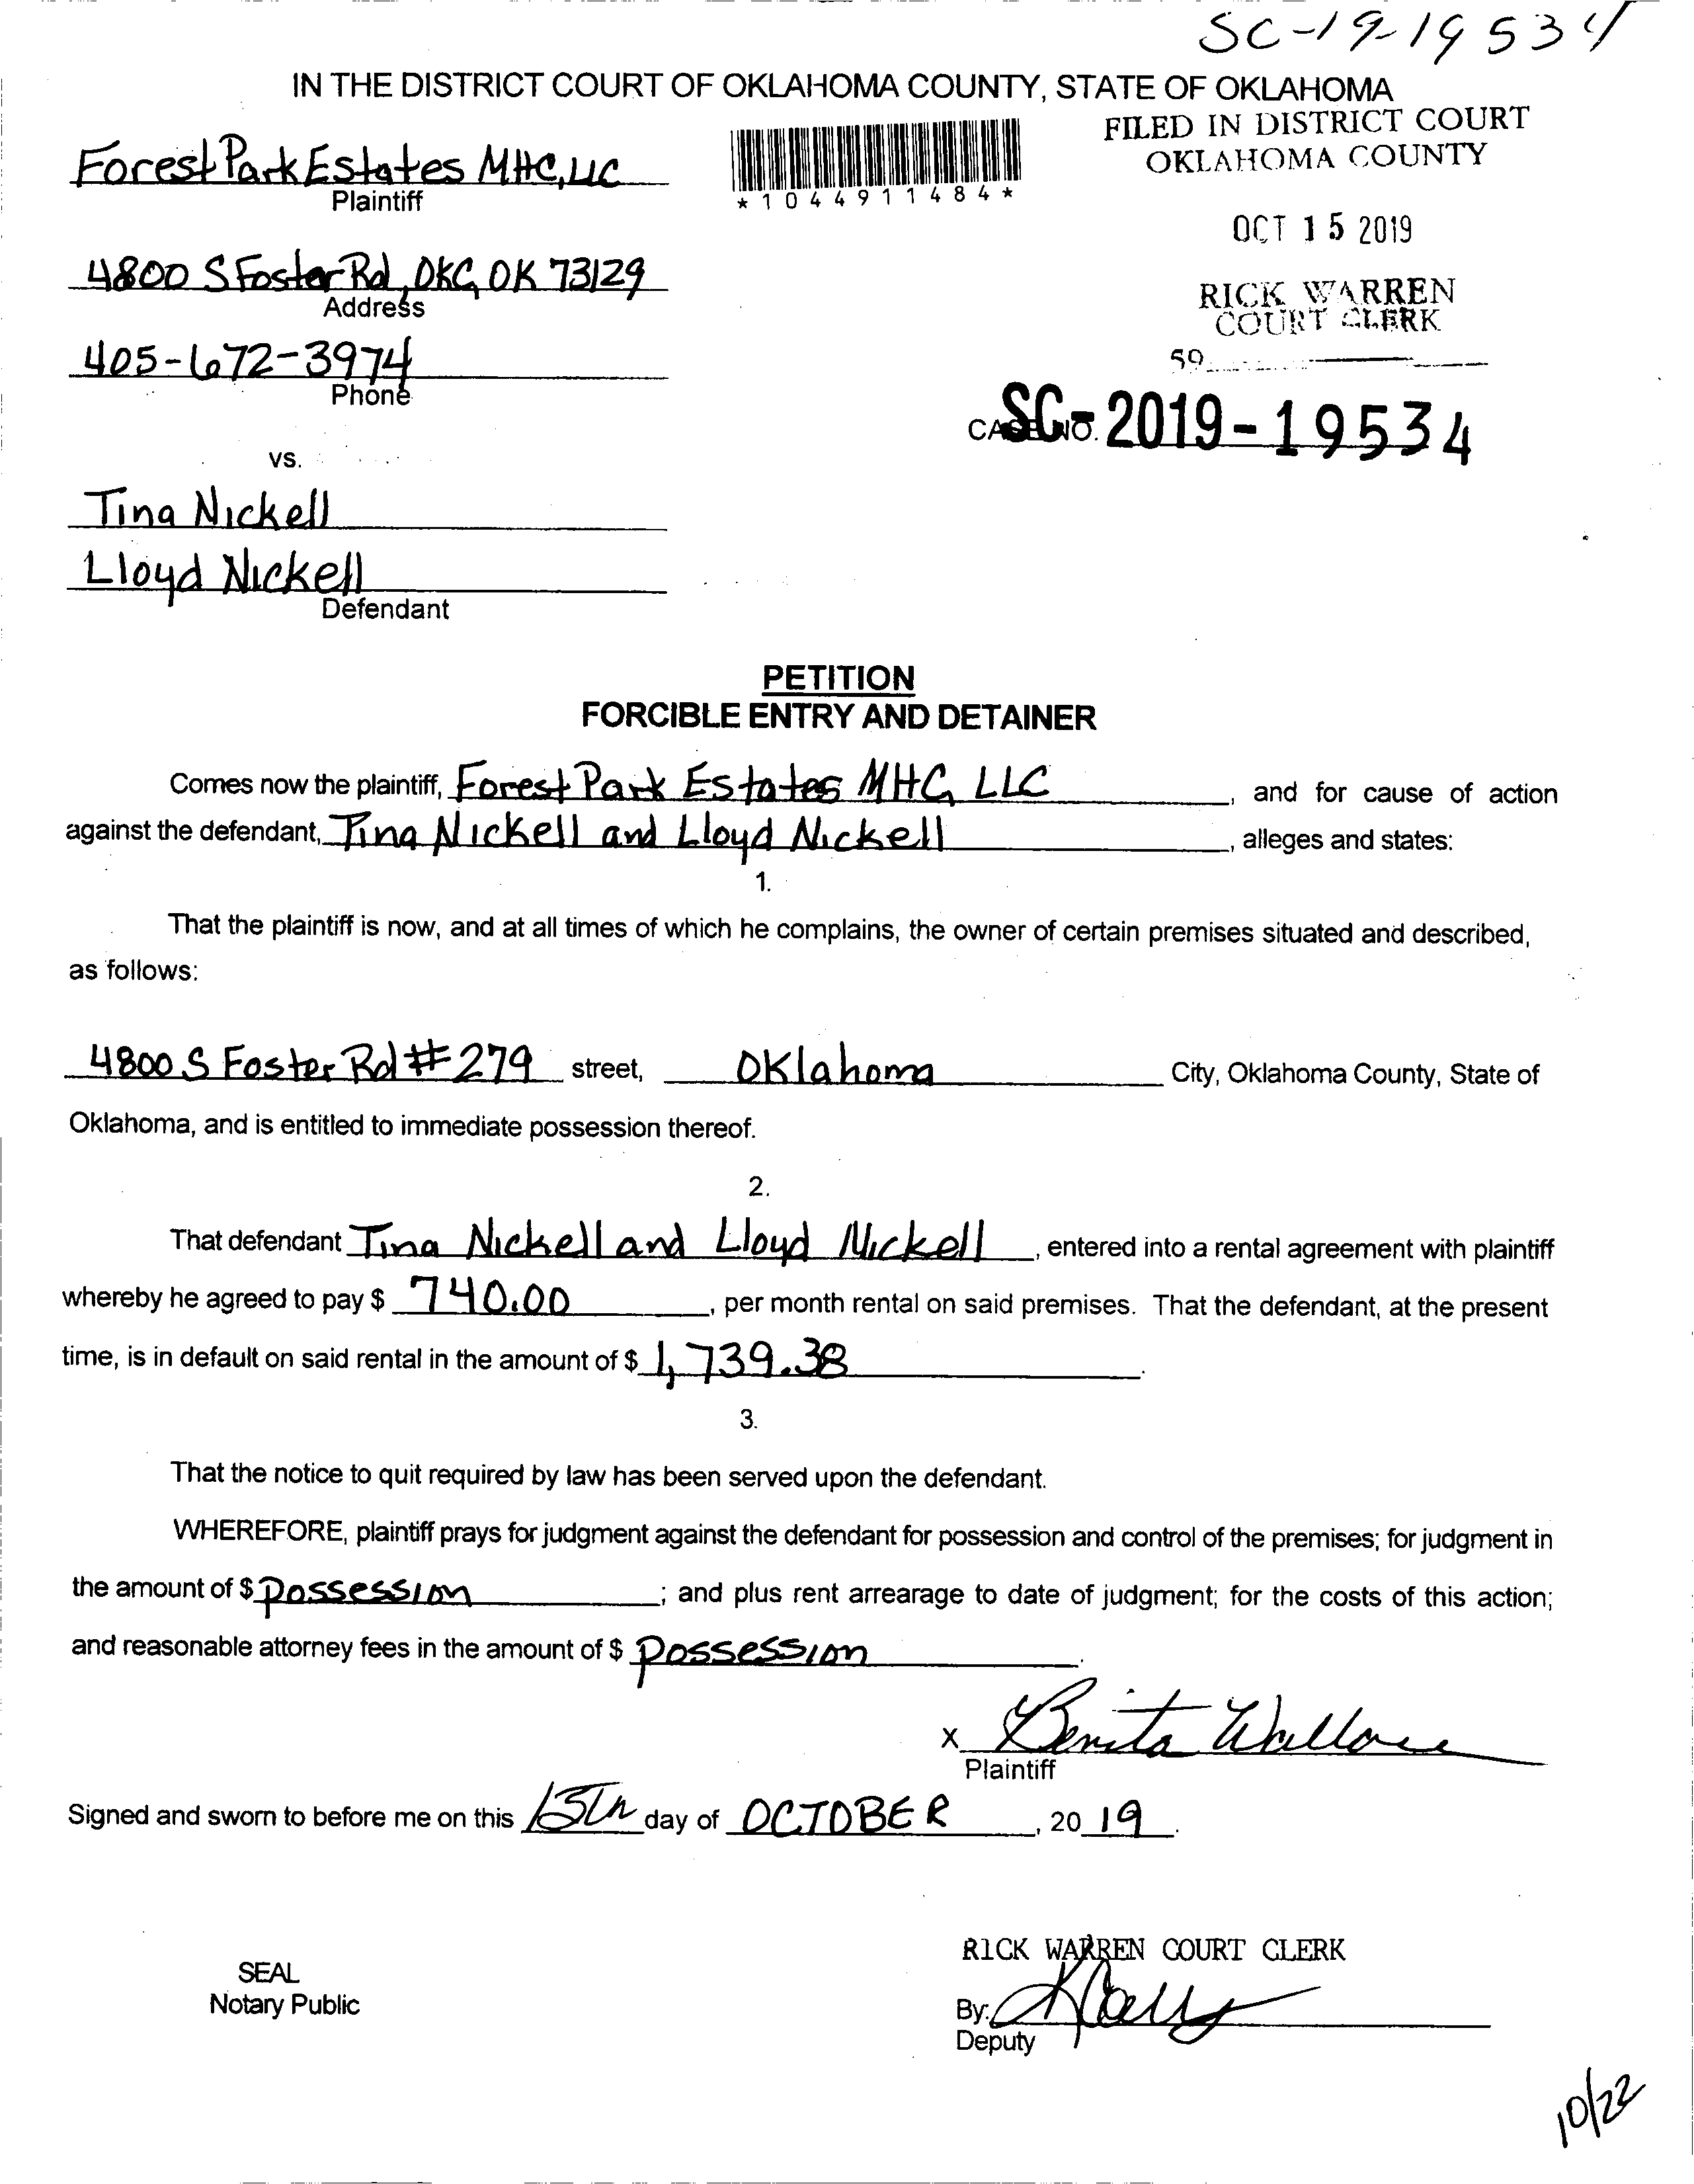 SC-19-19534
IN THE DISTRICT COURT OF OKLAHOMA COUNTY, STATE OF OKLAHOMA
FILED IN DISTRICT COURT
OKLAHOMA COUNTY
Forest Park Estates MHC, LLC
Plaintiff
*1044911484*
OCT 15 2019
4800 S Foster Rd, OKC, OK 73129
Address
RICK WARREN
COURT CLERK
405-672-3974
Phone
59
CASE NO. SC-2019-19534
vs.
Tina Nickell
Lloyd Nickell
Defendant
PETITION
FORCIBLE ENTRY AND DETAINER
Comes now the plaintiff, Forest Park Estates MHC, LLC, and for cause of action
against the defendant, Tina Nickell and Lloyd Nickell, alleges and states:
1.
That the plaintiff is now, and at all times of which he complains, the owner of certain premises situated and described,
as follows:
4800 S Foster Rd #279 street, Oklahoma City, Oklahoma County, State of
Oklahoma, and is entitled to immediate possession thereof.
2.
That defendant Tina Nickell and Lloyd Nickell, entered into a rental agreement with plaintiff
whereby he agreed to pay $ 740.00, per month rental on said premises. That the defendant, at the present
time, is in default on said rental in the amount of $ 1,739.38.
3.
That the notice to quit required by law has been served upon the defendant.
WHEREFORE, plaintiff prays for judgment against the defendant for possession and control of the premises; for judgment in
the amount of $ Possession; and plus rent arrearage to date of judgment; for the costs of this action;
and reasonable attorney fees in the amount of $ Possession.
x Benita Wallace
Plaintiff
Signed and sworn to before me on this 15th day of OCTOBER, 20 19.
RICK WARREN COURT CLERK
SEAL
Notary Public
By:
Deputy
10/22